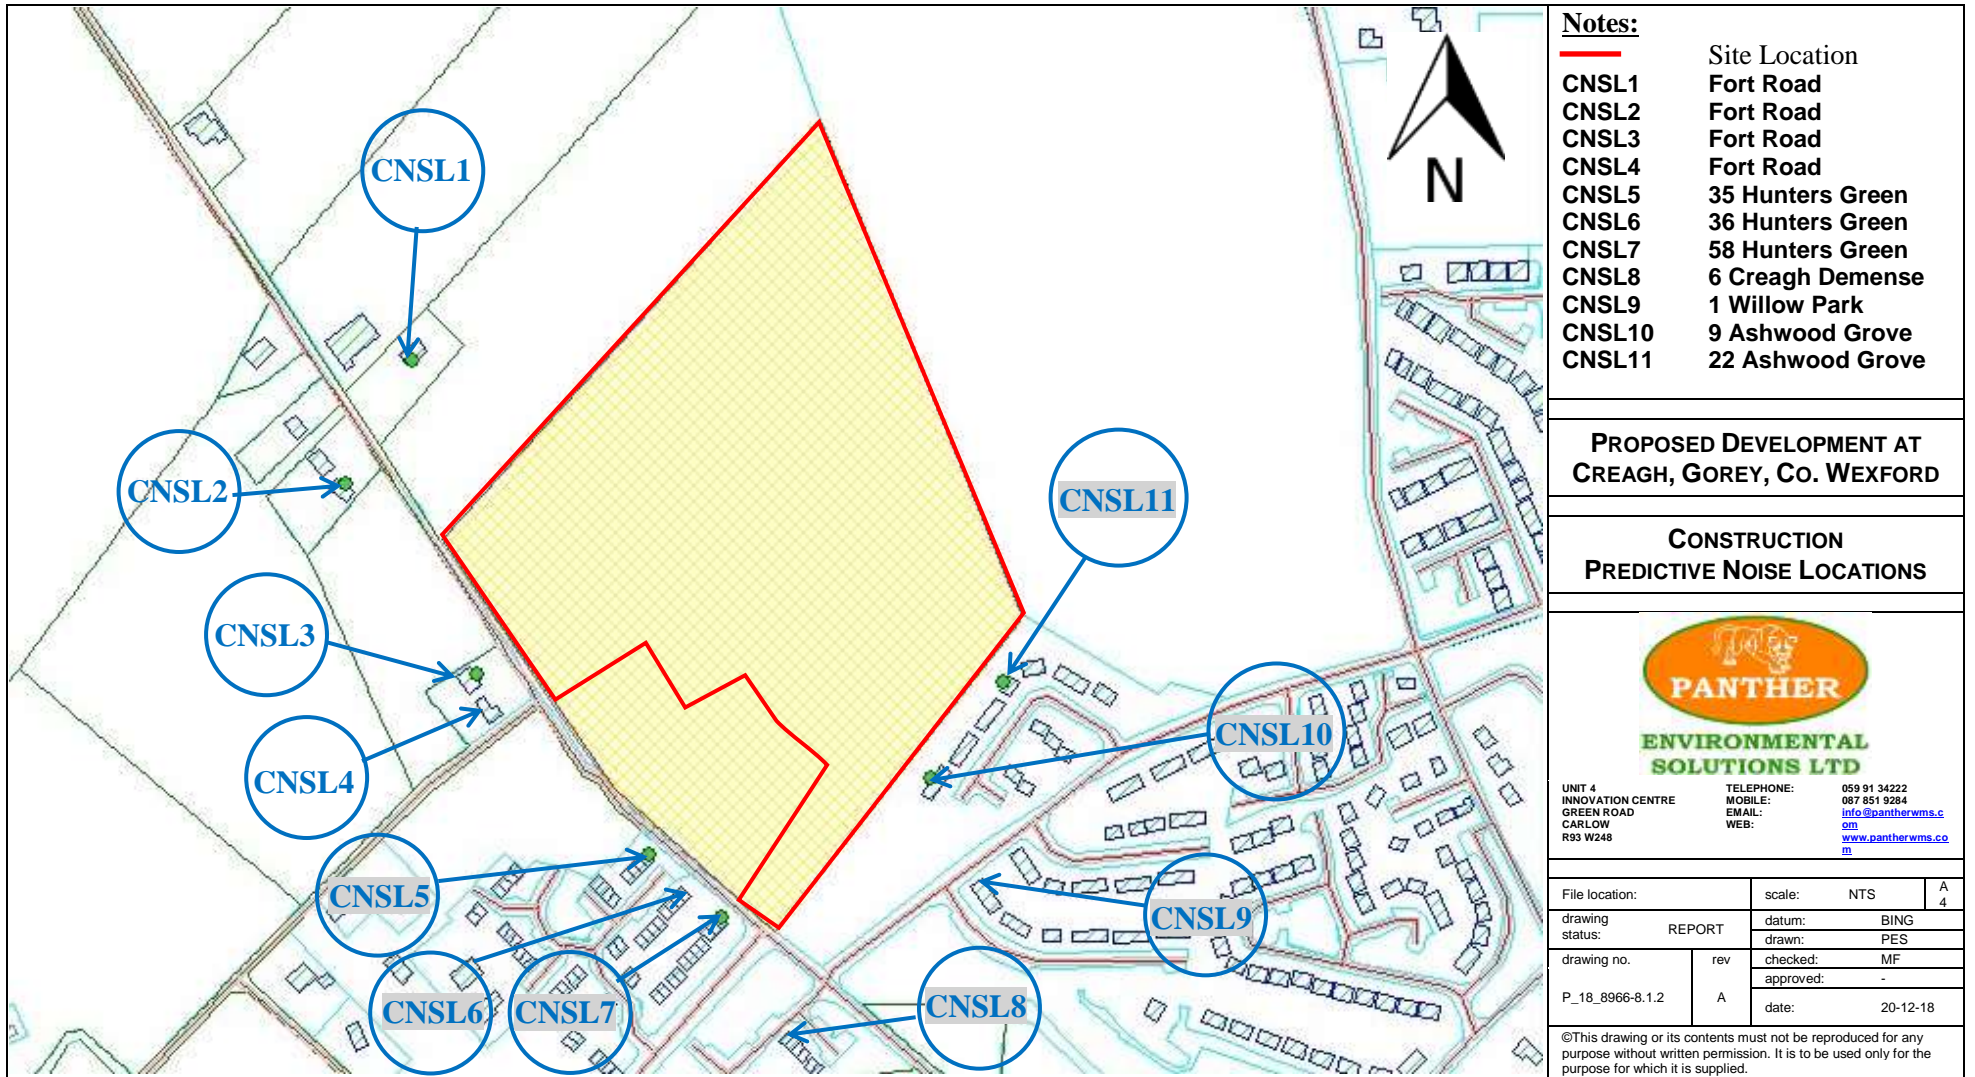 CNSL1
CNSL2
CNSL3
CNSL4
CNSL5
CNSL6
CNSL7
CNSL8
CNSL9
CNSL10
CNSL11
N
Notes:
Site Location
CNSL1 Fort Road
CNSL2 Fort Road
CNSL3 Fort Road
CNSL4 Fort Road
CNSL5 35 Hunters Green
CNSL6 36 Hunters Green
CNSL7 58 Hunters Green
CNSL8 6 Creagh Demense
CNSL9 1 Willow Park
CNSL10 9 Ashwood Grove
CNSL11 22 Ashwood Grove
PROPOSED DEVELOPMENT AT
CREAGH, GOREY, CO. WEXFORD
CONSTRUCTION
PREDICTIVE NOISE LOCATIONS
PANTHER
ENVIRONMENTAL
SOLUTIONS LTD
UNIT 4 TELEPHONE: 059 91 34222
INNOVATION CENTRE MOBILE: 087 851 9284
GREEN ROAD EMAIL: info@pantherwms.c
CARLOW WEB: om
R93 W248 www.pantherwms.co
m
File location: scale: NTS A
4
drawing
status: REPORT datum: BING
drawn: PES
drawing no. rev checked: MF
approved: -
P_18_8966-8.1.2 A date: 20-12-18
©This drawing or its contents must not be reproduced for any
purpose without written permission. It is to be used only for the
purpose for which it is supplied.